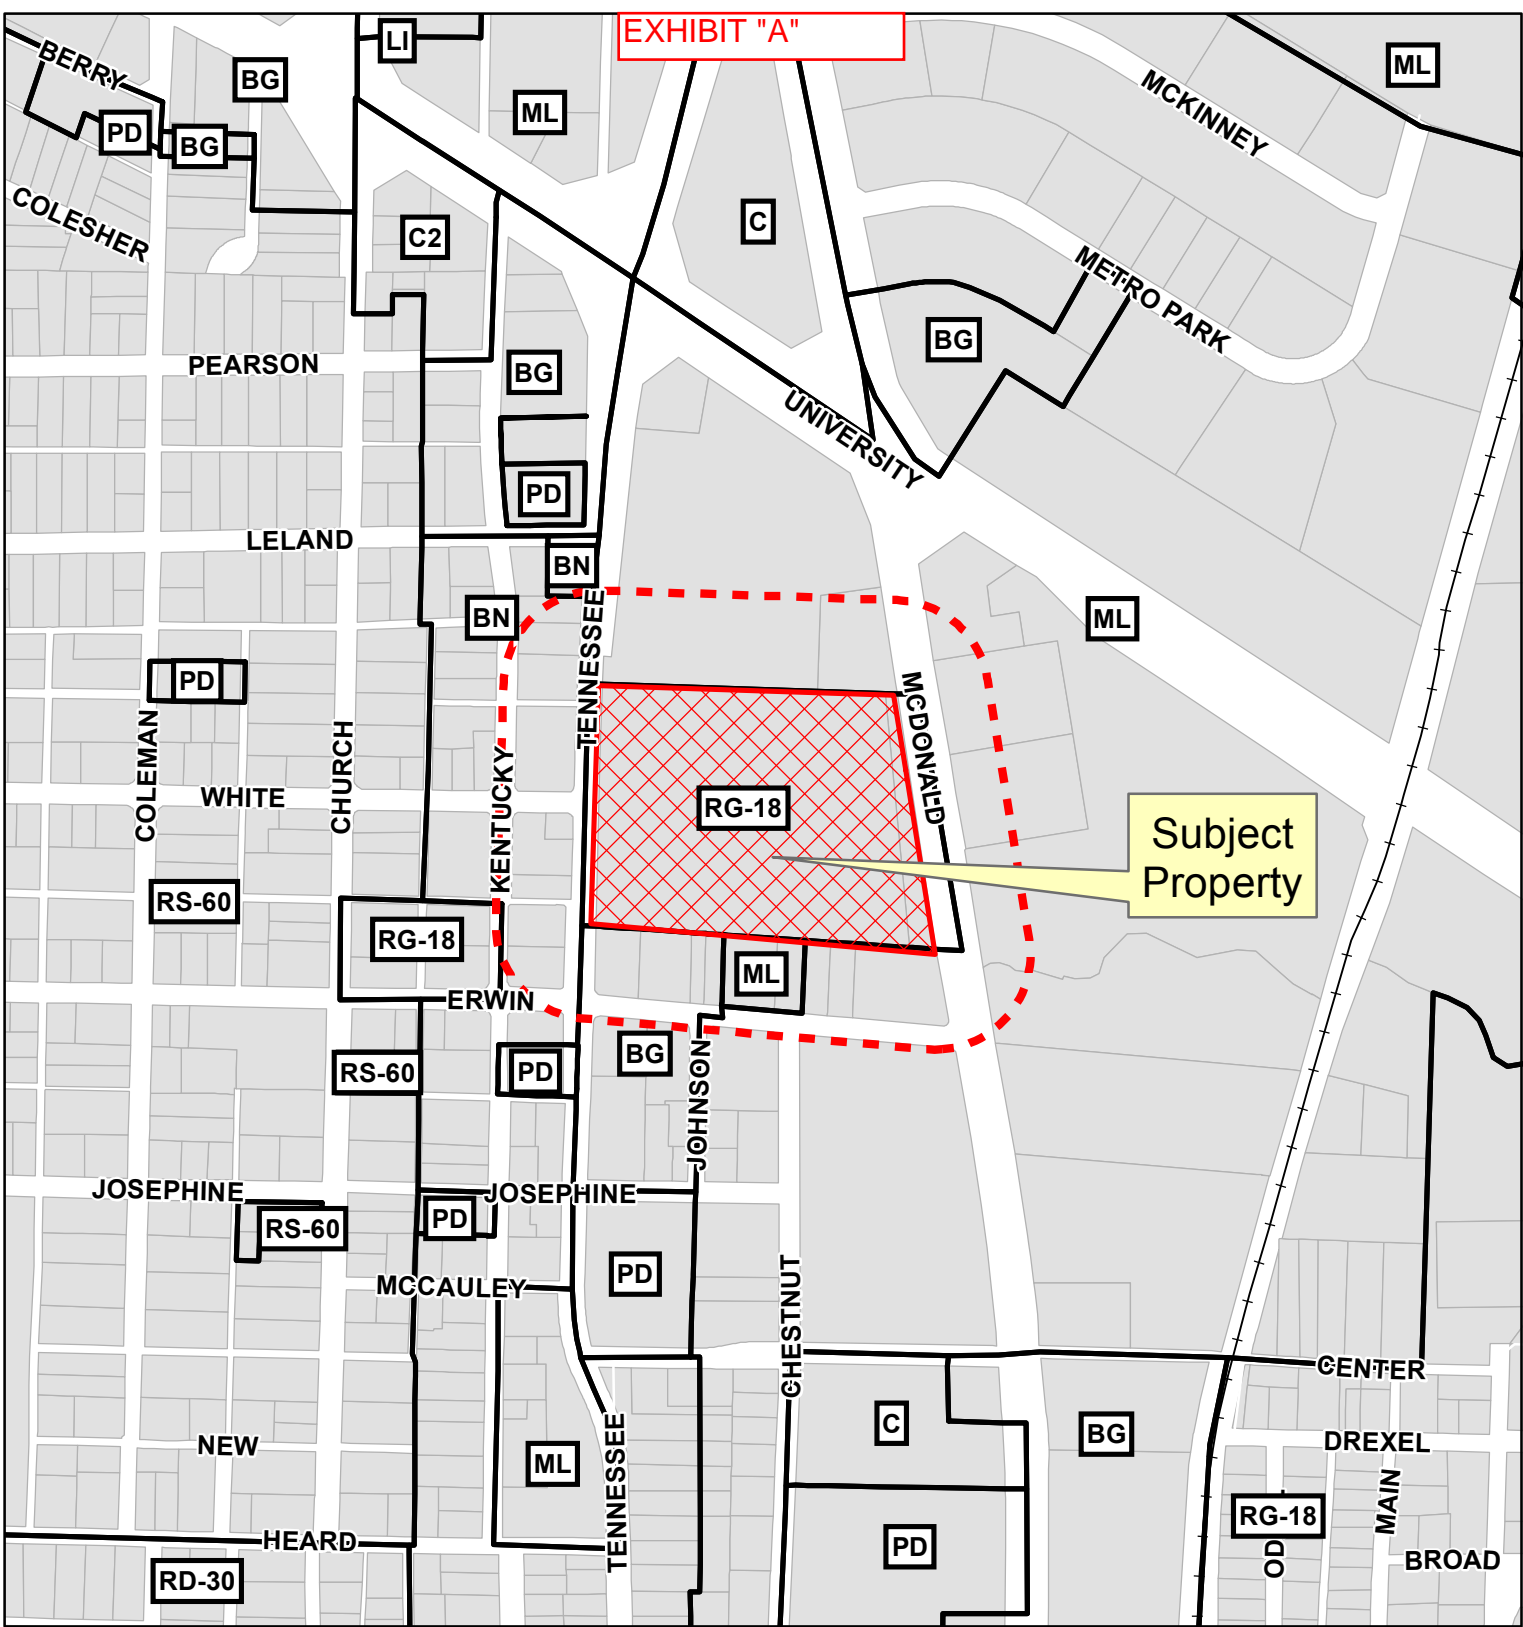 EXHIBIT "A"
LI
ML
BERRY
BG
MCKINNEY
ML
PD
BG
C
COLESHER
C2
METRO PARK
BG
PEARSON
BG
UNIVERSITY
PD
LELAND
BN
BN
ML
TENNESSEE
PD
MCDONALD
COLEMAN
CHURCH
WHITE
KENTUCKY
RG-18
Subject
Property
RS-60
RG-18
ML
ERWIN
BG
RS-60
PD
JOHNSON
JOSEPHINE
JOSEPHINE
PD
RS-60
PD
MCCAULEY
CHESTNUT
CENTER
C
BG
NEW
DREXEL
ML
TENNESSEE
MAIN
RG-18
HEARD
PD
OD
BROAD
RD-30